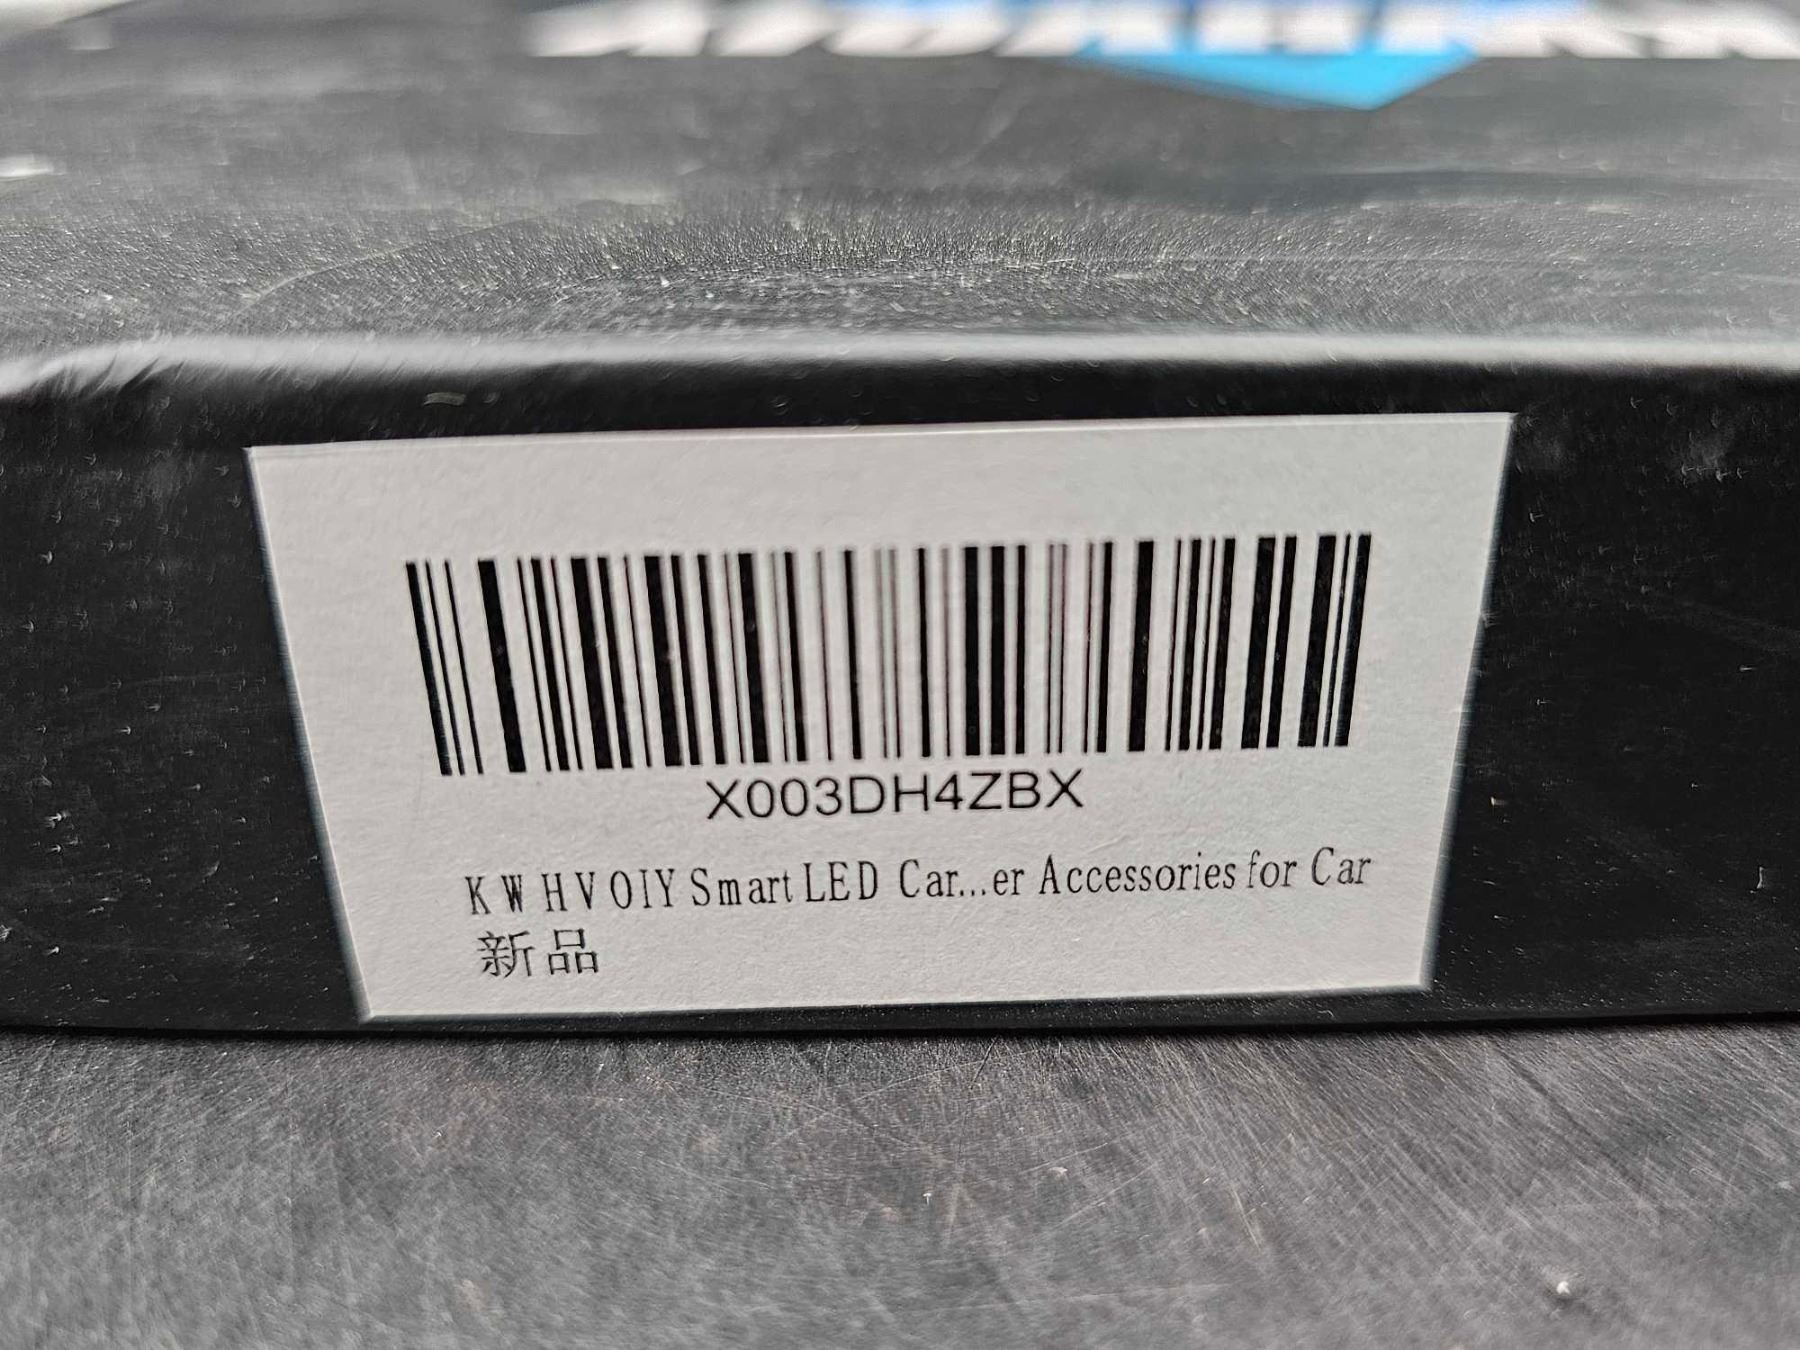 X003DH4ZBX
KWHVOIY Smart LED Car...er Accessories for Car
新品